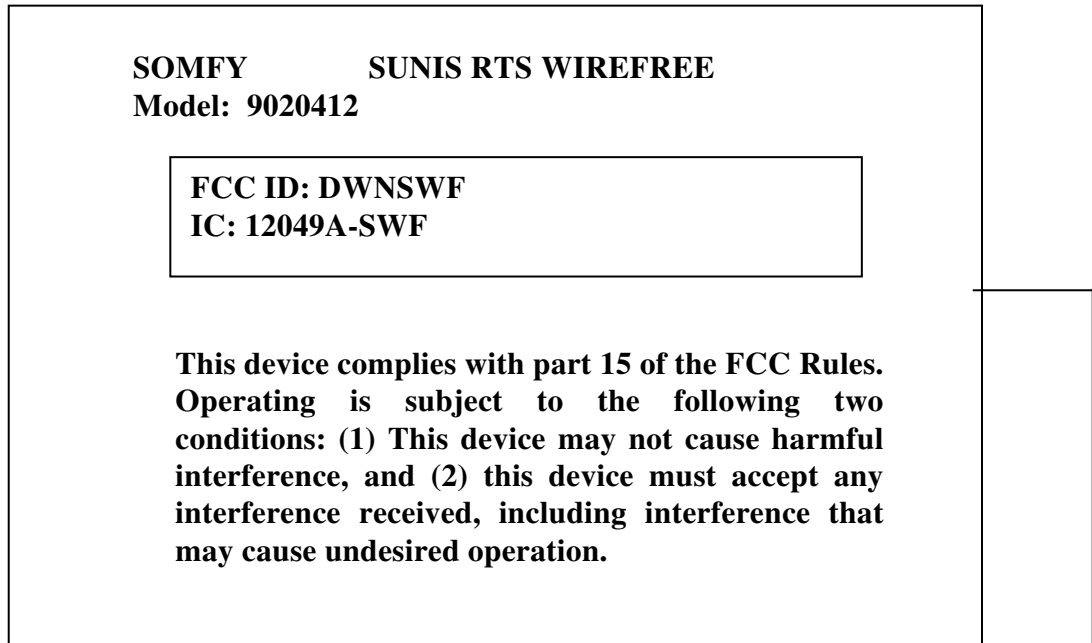 SOMFY SUNIS RTS WIREFREE
Model: 9020412
FCC ID: DWNSWF
IC: 12049A-SWF
This device complies with part 15 of the FCC Rules.
Operating is subject to the following two
conditions: (1) This device may not cause harmful
interference, and (2) this device must accept any
interference received, including interference that
may cause undesired operation.